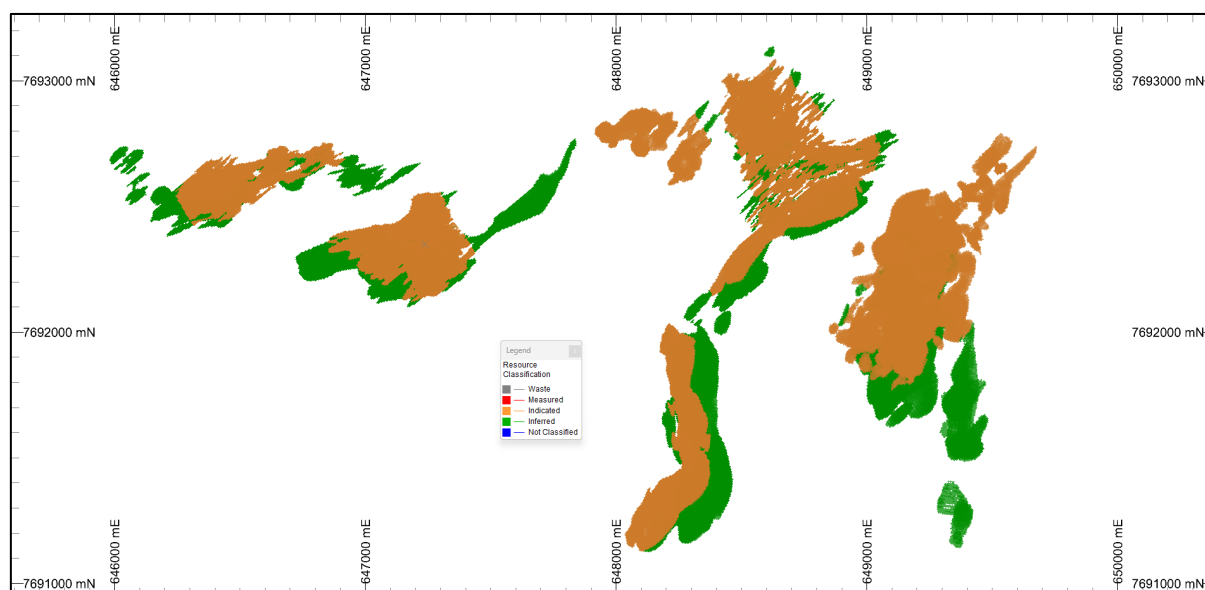 646000 mE
647000 mE
648000 mE
649000 mE
650000 mE
7693000 mN
7693000 mN
7692000 mN
7692000 mN
Legend
Resource
Classification
Waste
Measured
Indicated
Inferred
Not Classified
646000 mE
647000 mE
648000 mE
649000 mE
650000 mE
7691000 mN
7691000 mN